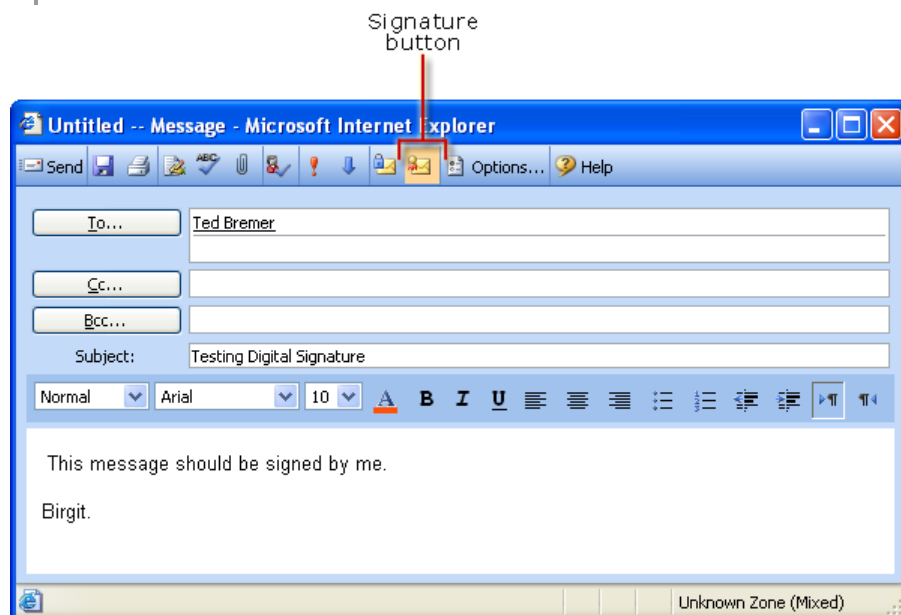 Signature
button
Untitled -- Message - Microsoft Internet Explorer
Send ABC Options... Help
To... Ted Bremer
Cc...
Bcc...
Subject: Testing Digital Signature
Normal Arial 10 A B I U
This message should be signed by me.
Birgit.
Unknown Zone (Mixed)